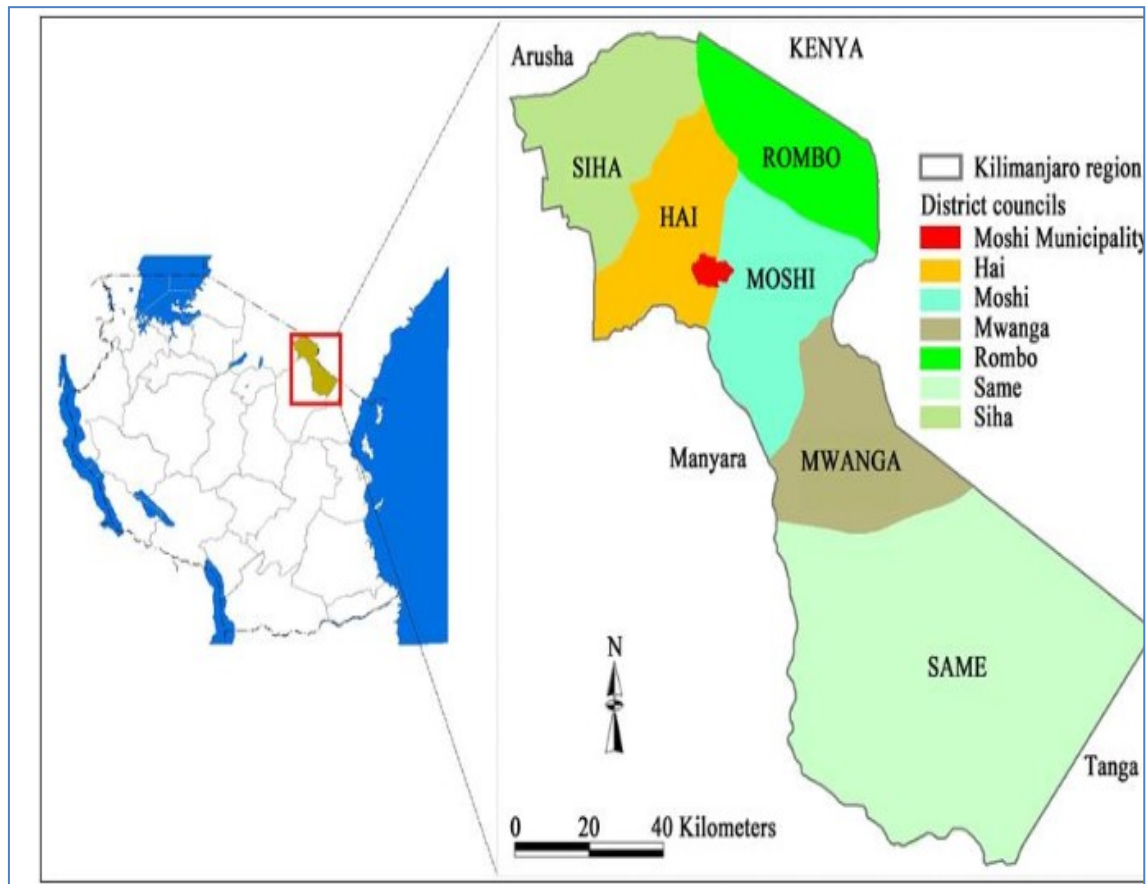 Arusha
KENYA
SIHA
ROMBO
HAI
MOSHI
Manyara
MWANGA
SAME
Tanga
Kilimanjaro region
District councils
Moshi Municipality
Hai
Moshi
Mwanga
Rombo
Same
Siha
N
0 20 40 Kilometers